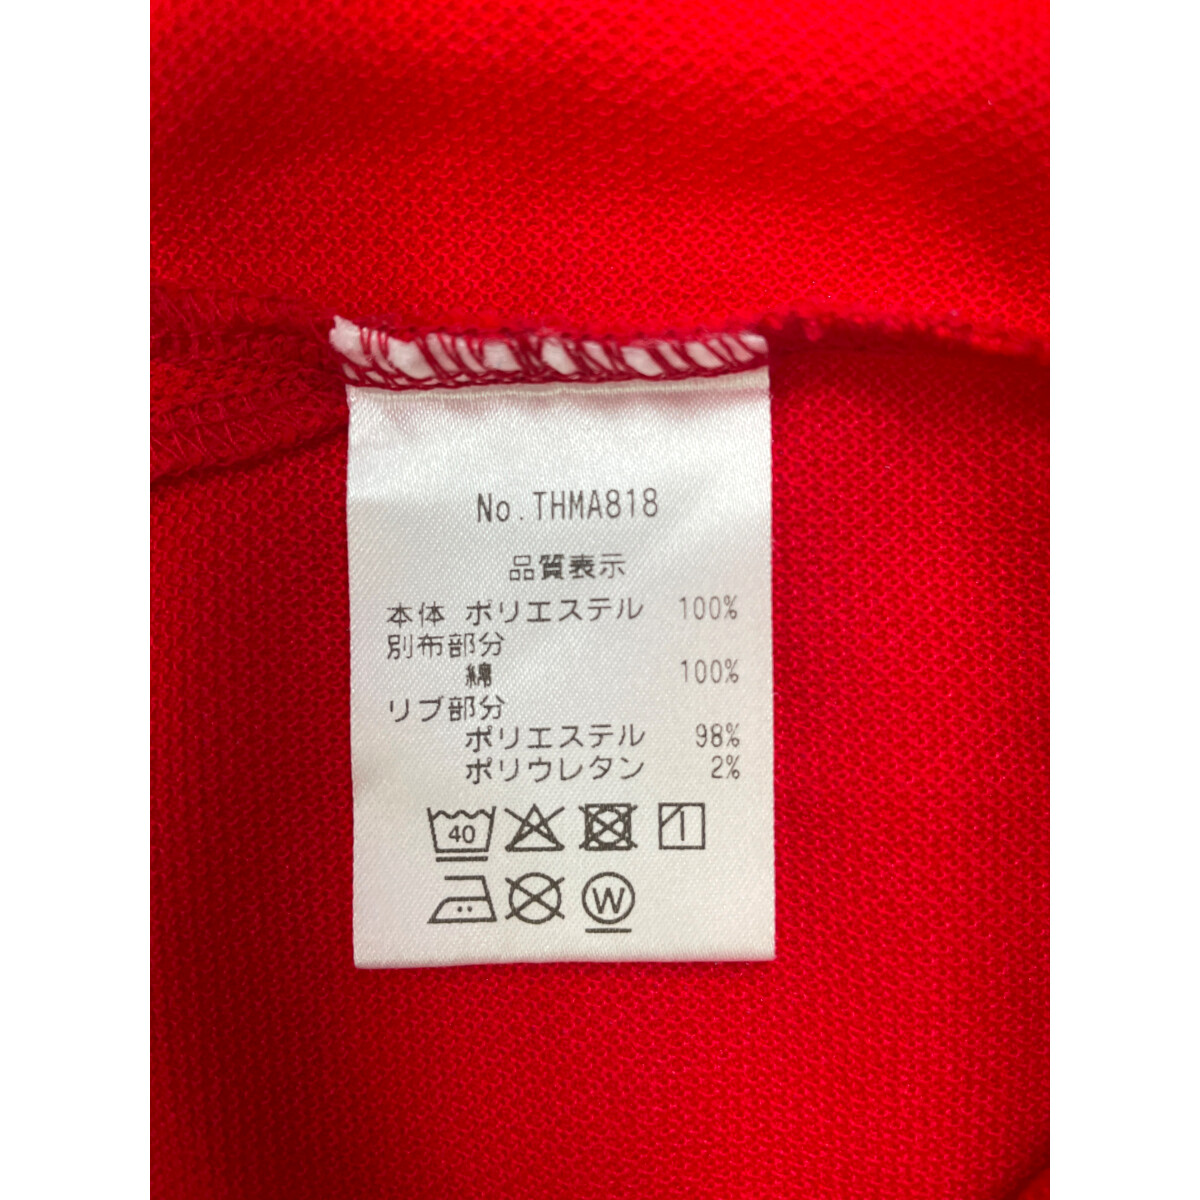 No.THMA818
品質表示
本体 ポリエステル 100%
別布部分
綿 100%
リブ部分
ポリエステル 98%
ポリウレタン 2%
40
W